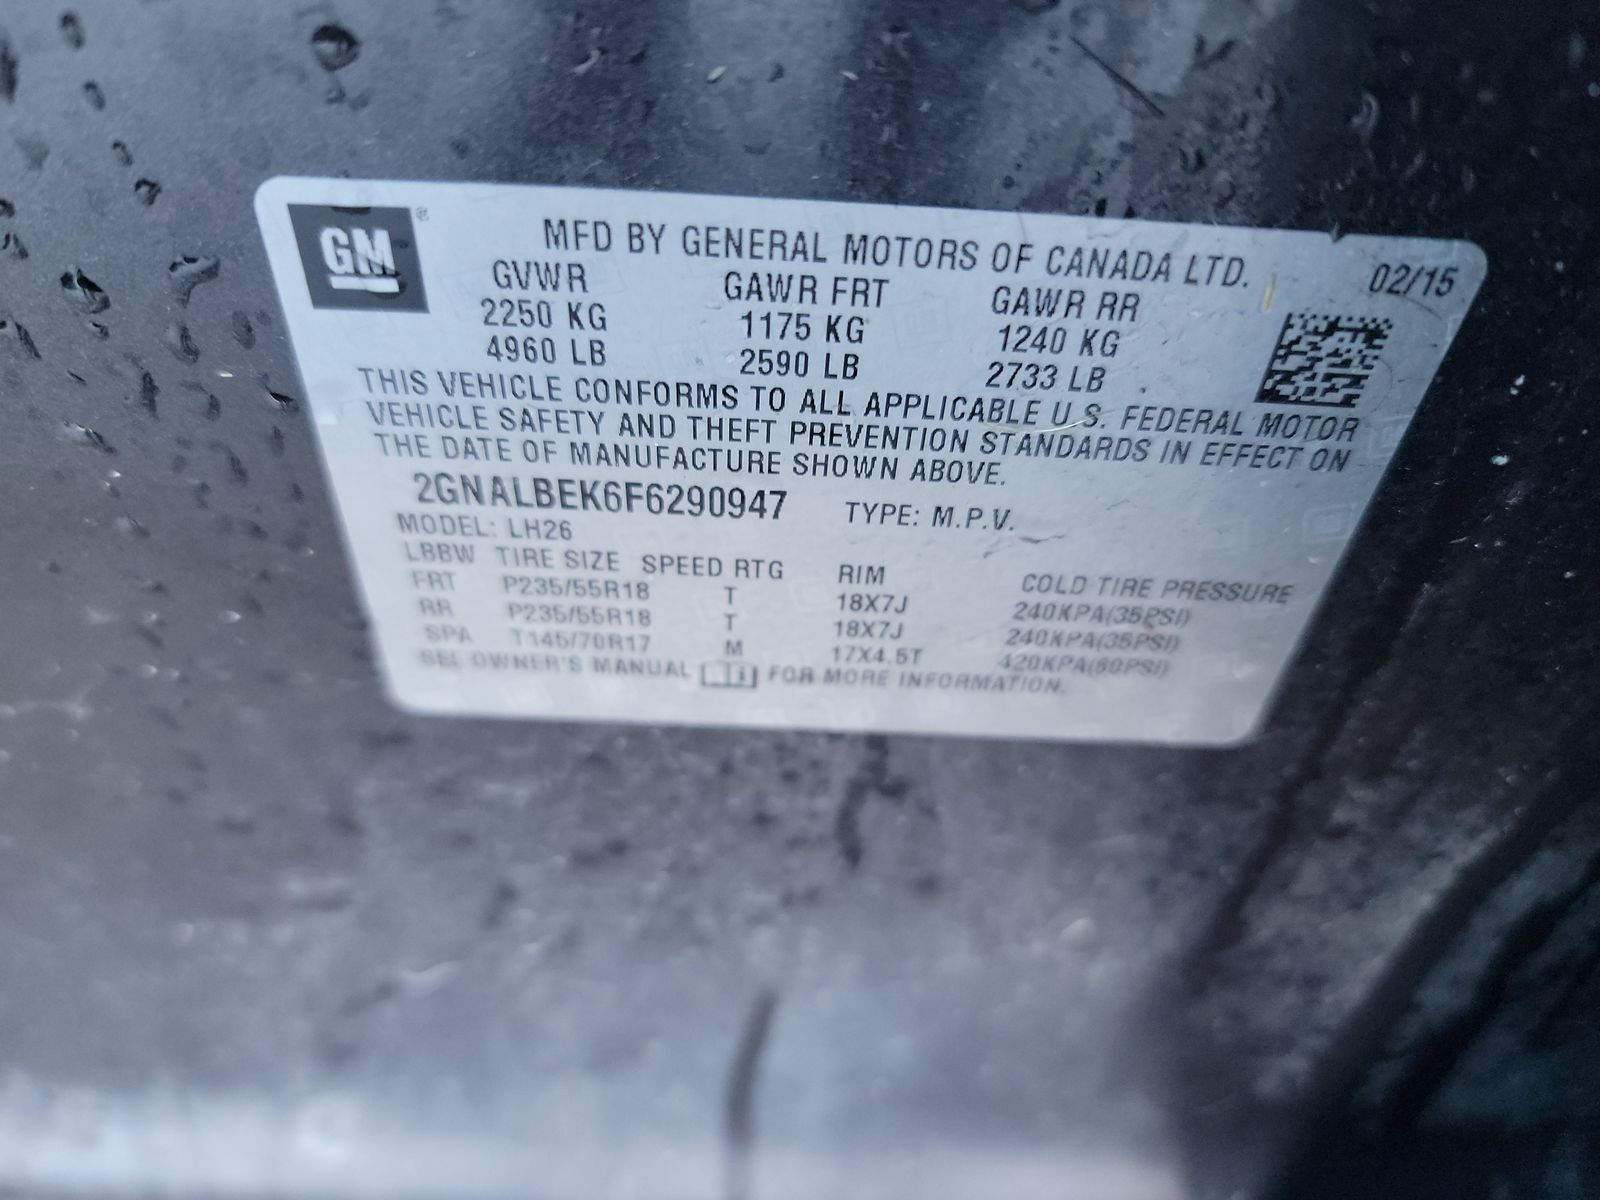 GM®
MFD BY GENERAL MOTORS OF CANADA LTD.
02/15
GVWR GAWR FRT GAWR RR
2250 KG 1175 KG 1240 KG
4960 LB 2590 LB 2733 LB
THIS VEHICLE CONFORMS TO ALL APPLICABLE U.S. FEDERAL MOTOR
VEHICLE SAFETY AND THEFT PREVENTION STANDARDS IN EFFECT ON
THE DATE OF MANUFACTURE SHOWN ABOVE.
2GNALBEK6F6290947 TYPE: M.P.V.
MODEL: LH26
LBBW TIRE SIZE SPEED RTG RIM COLD TIRE PRESSURE
FRT P235/55R18 T 18X7J 240KPA(35PSI)
RR P235/55R18 T 18X7J 240KPA(35PSI)
SPA T145/70R17 M 17X4.5T 420KPA(60PSI)
SEE OWNER'S MANUAL FOR MORE INFORMATION.